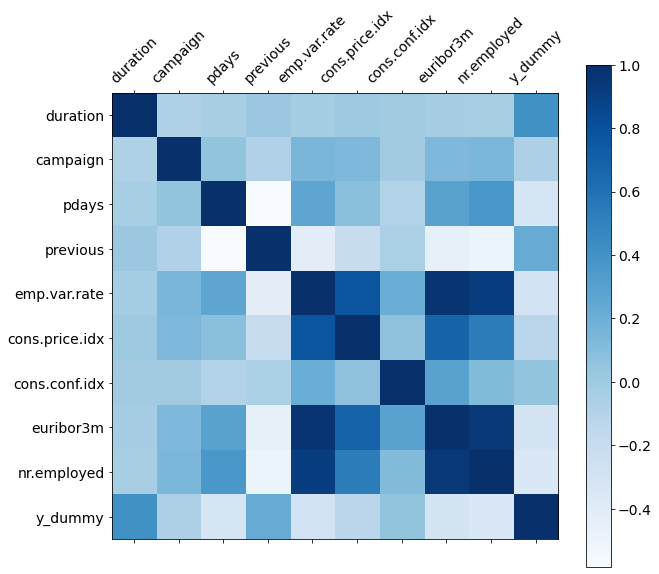 duration
campaign
pdays
previous
emp.var.rate
cons.price.idx
cons.conf.idx
euribor3m
nr.employed
y_dummy
duration
campaign
pdays
previous
emp.var.rate
cons.price.idx
cons.conf.idx
euribor3m
nr.employed
y_dummy
1.0
0.8
0.6
0.4
0.2
0.0
−0.2
−0.4